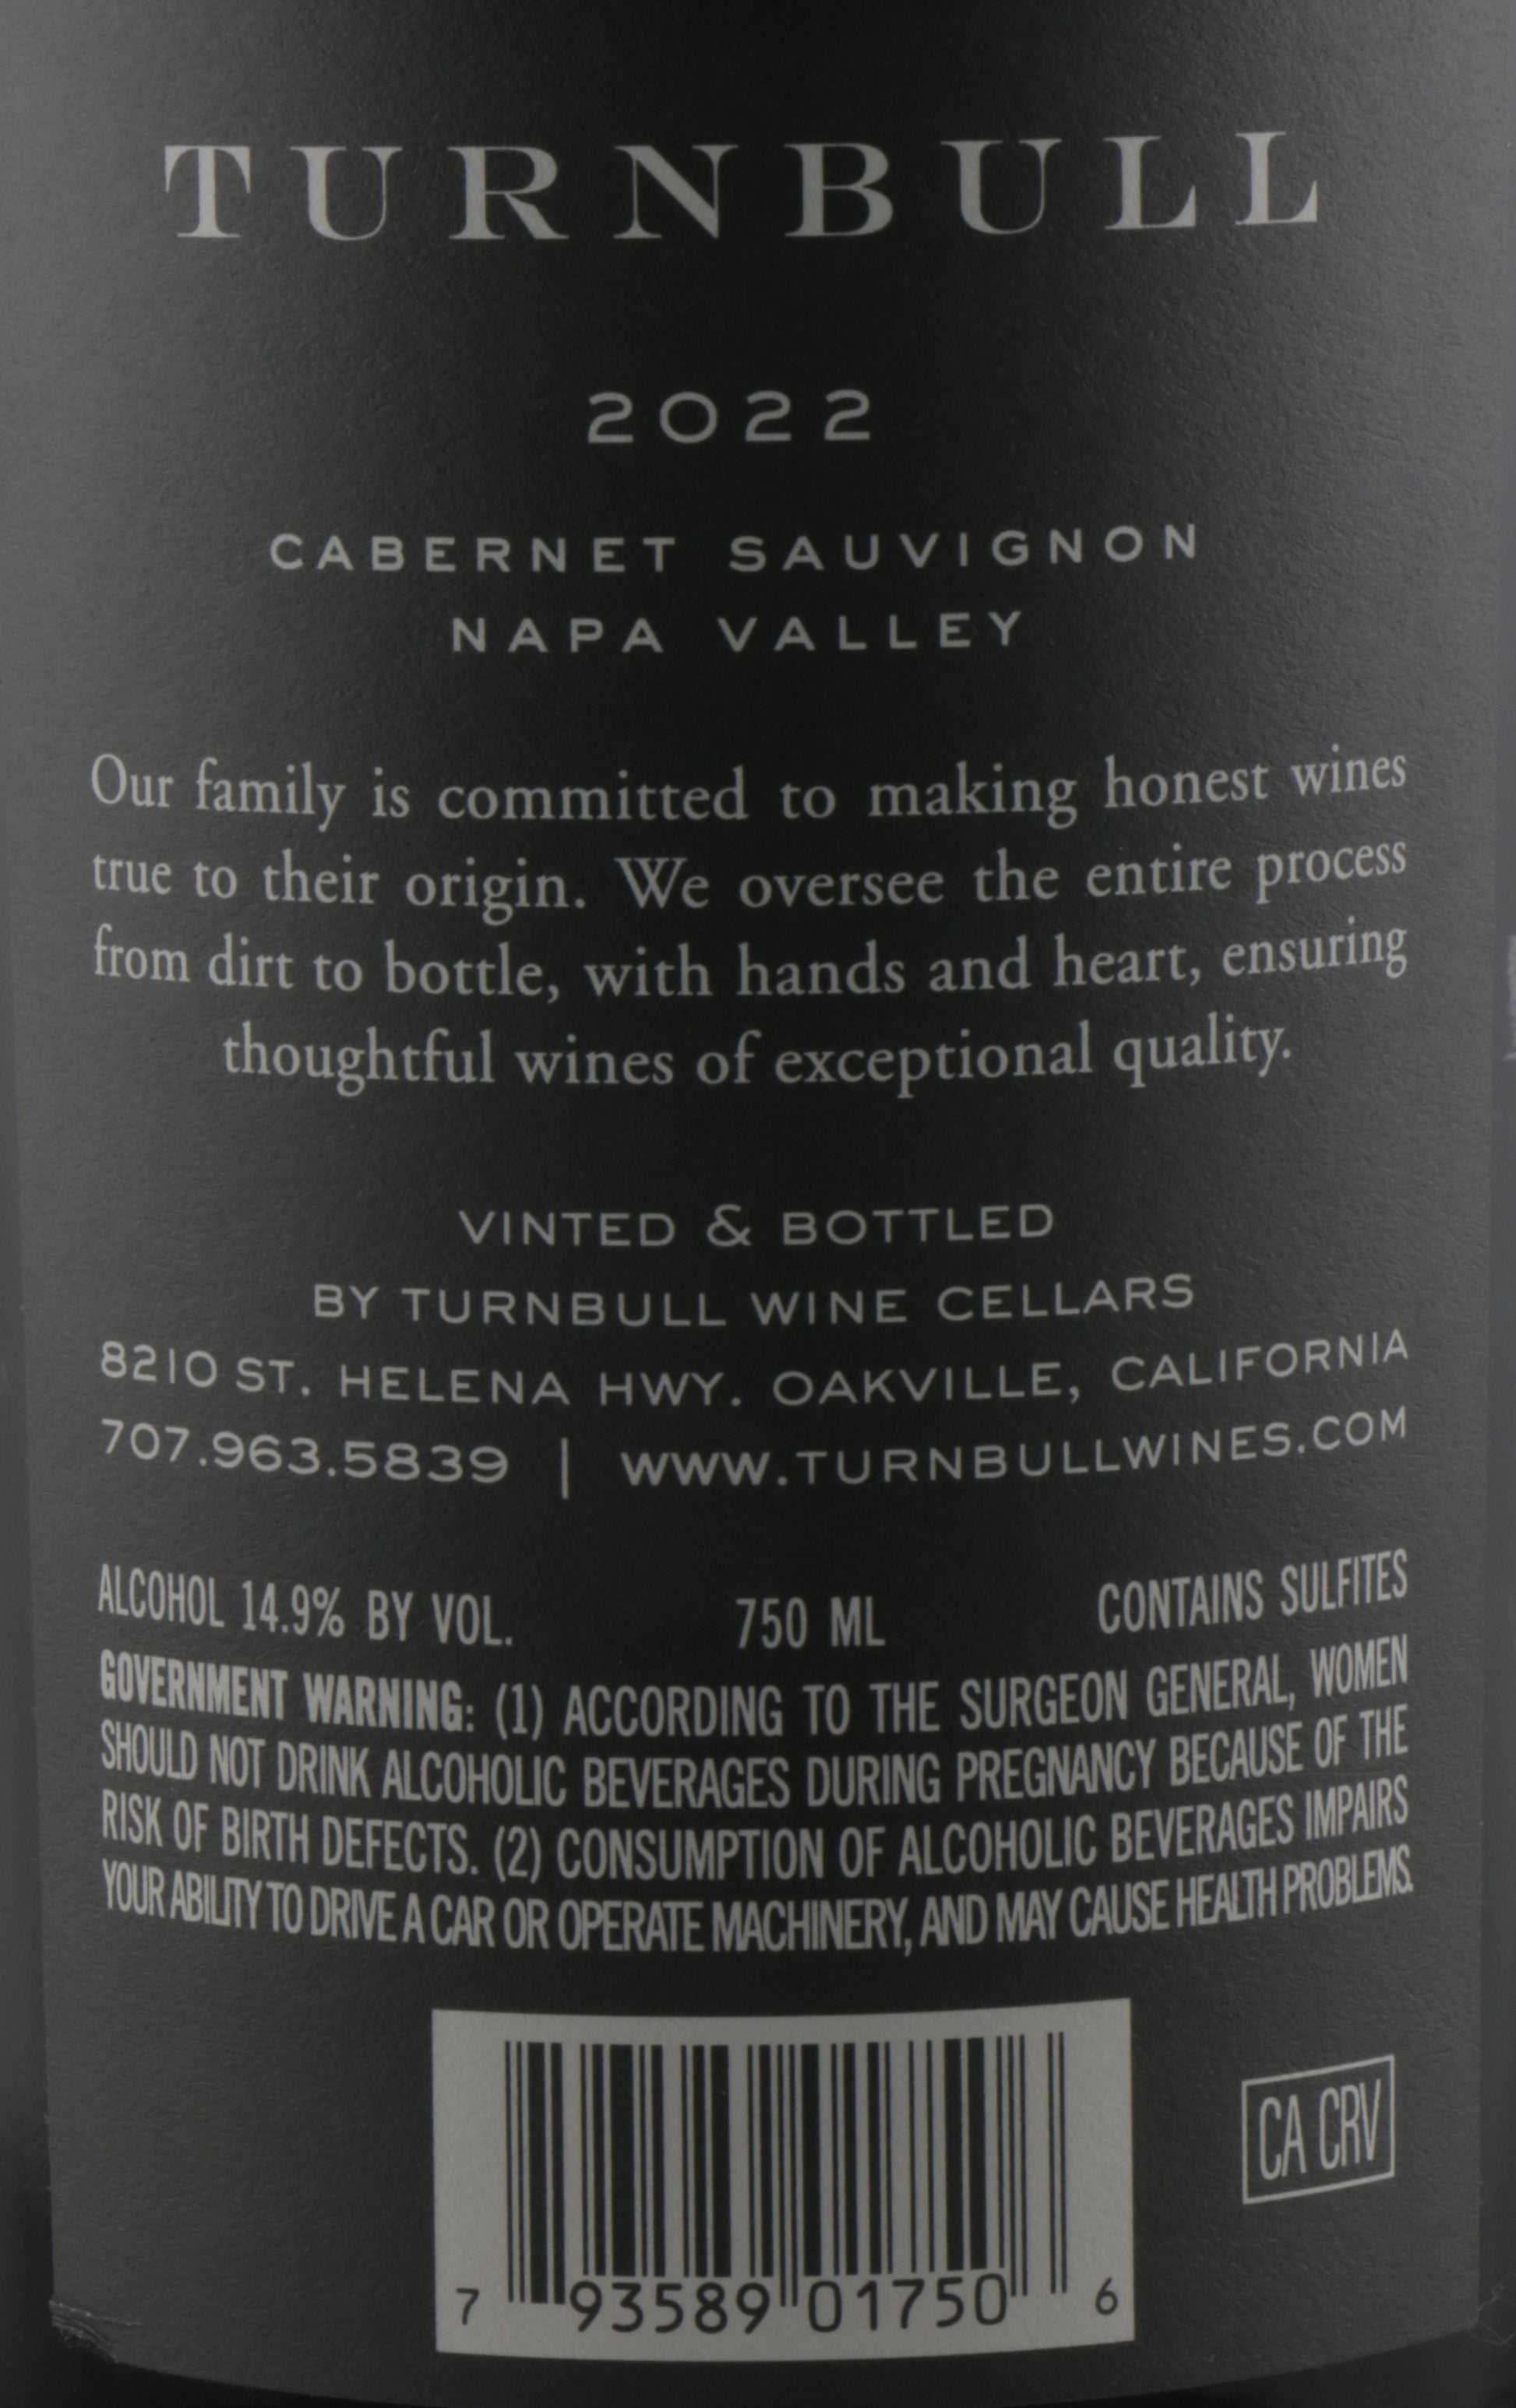 TURNBULL
2022
CABERNET SAUVIGNON
NAPA VALLEY
Our family is committed to making honest wines
true to their origin. We oversee the entire process
from dirt to bottle, with hands and heart, ensuring
thoughtful wines of exceptional quality.
VINTED & BOTTLED
BY TURNBULL WINE CELLARS
8210 ST. HELENA HWY. OAKVILLE, CALIFORNIA
707.963.5839 | WWW.TURNBULLWINES.COM
ALCOHOL 14.9% BY VOL. 750 ML CONTAINS SULFITES
GOVERNMENT WARNING: (1) ACCORDING TO THE SURGEON GENERAL, WOMEN
SHOULD NOT DRINK ALCOHOLIC BEVERAGES DURING PREGNANCY BECAUSE OF THE
RISK OF BIRTH DEFECTS. (2) CONSUMPTION OF ALCOHOLIC BEVERAGES IMPAIRS
YOUR ABILITY TO DRIVE A CAR OR OPERATE MACHINERY, AND MAY CAUSE HEALTH PROBLEMS.
CA CRV
7 93589 01750 6